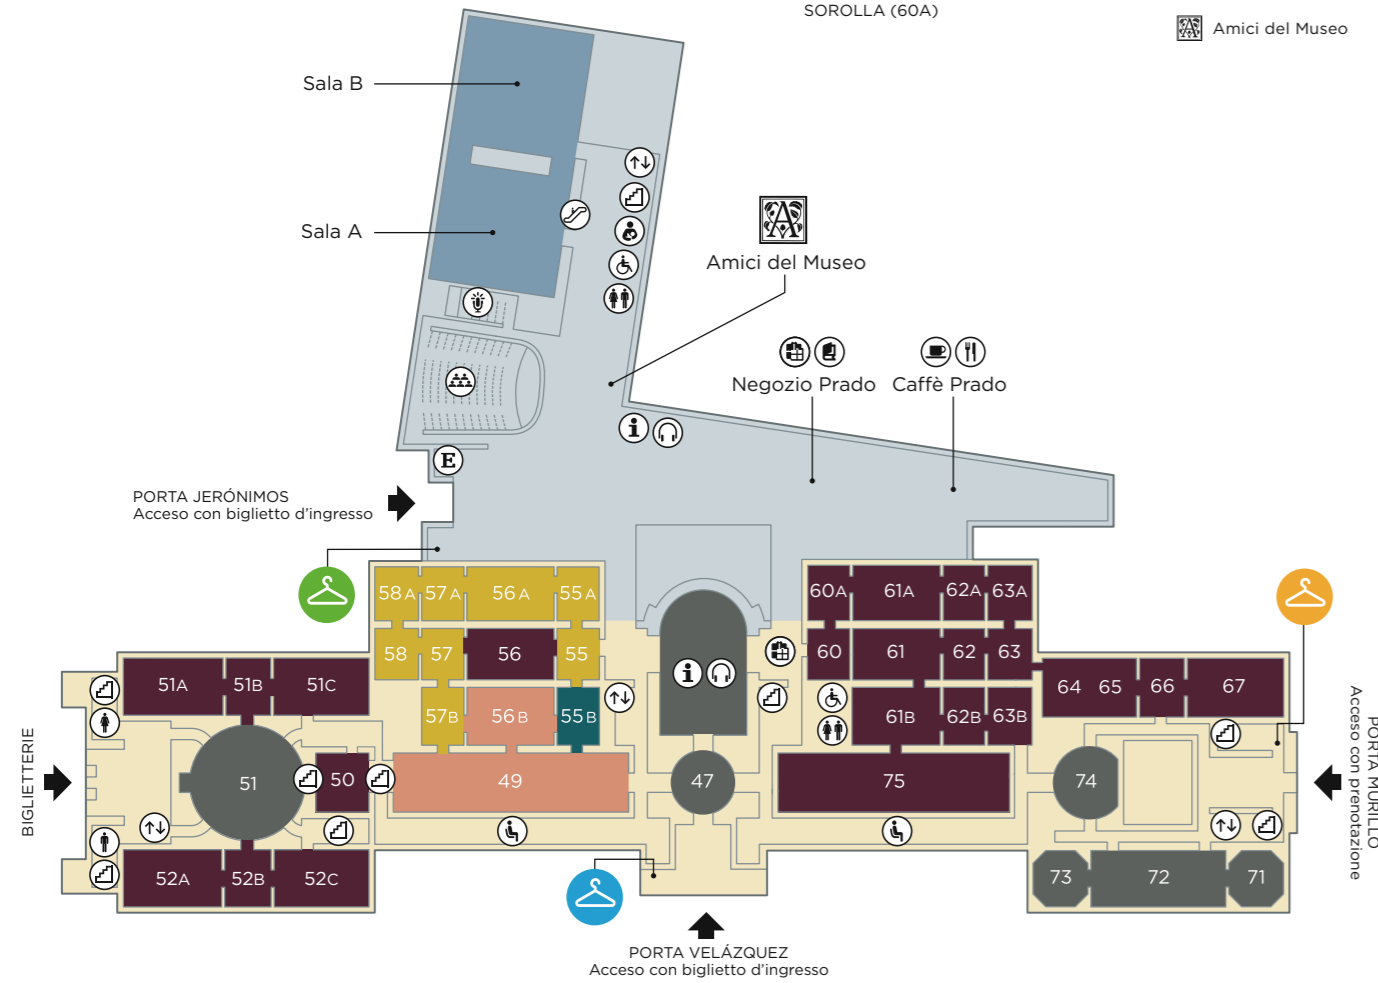 SOROLLA (60A)
Amici del Museo
Sala B
Sala A
Amici del Museo
Negozio Prado
Caffè Prado
E
PORTA JERÓNIMOS
Acceso con biglietto d'ingresso
58A 57A 56A 55A
60A 61A 62A 63A
58 57 56 55
60 61 62 63
51A 51B 51C
64 65 66 67
57B 56B 55B
61B 62B 63B
51 50 49 47 75 74
52A 52B 52C
73 72 71
BIGLIETTERIE
PORTA MURILLO
Acceso con prenotazione
PORTA VELÁZQUEZ
Acceso con biglietto d'ingresso